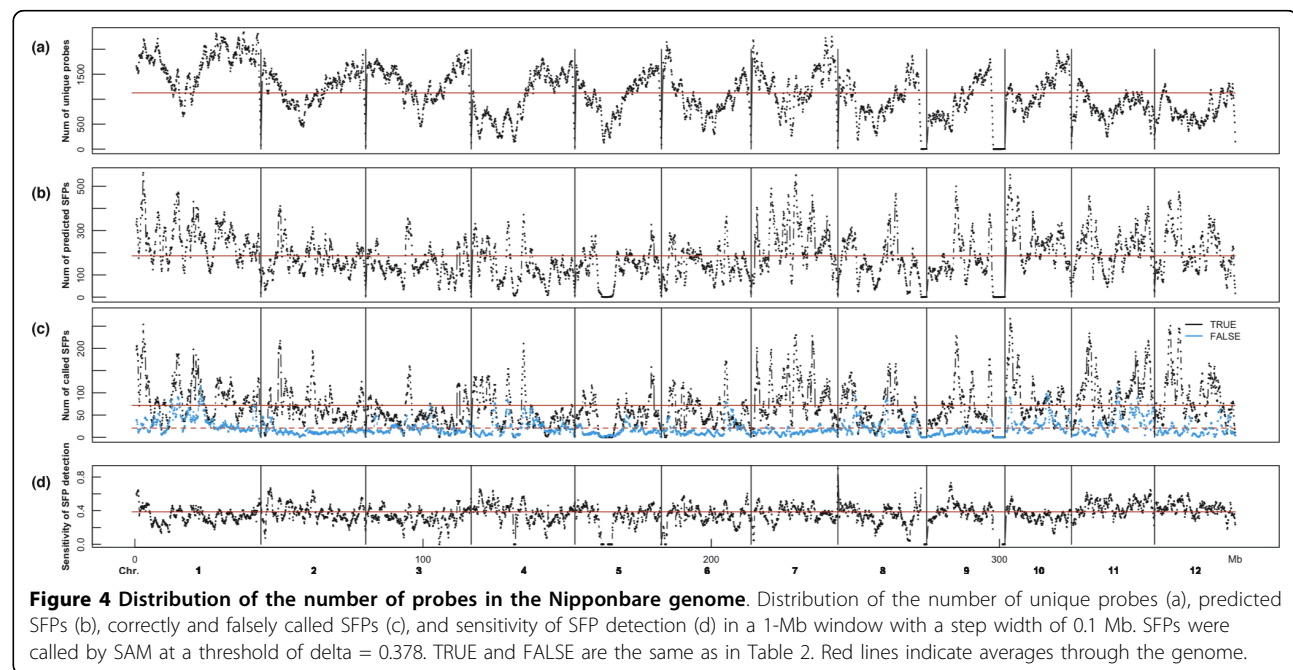 (a)
Num of unique probes
1500
500
0
(b)
Num of predicted SFPs
500
300
100
0
(c)
Num of called SFPs
200
100
50
0
TRUE
FALSE
(d)
Sensitivity of SFP detection
0.8
0.4
0.0
0 100 200 300 Mb
Chr. 1 2 3 4 5 6 7 8 9 10 11 12
Figure 4 Distribution of the number of probes in the Nipponbare genome. Distribution of the number of unique probes (a), predicted
SFPs (b), correctly and falsely called SFPs (c), and sensitivity of SFP detection (d) in a 1-Mb window with a step width of 0.1 Mb. SFPs were
called by SAM at a threshold of delta = 0.378. TRUE and FALSE are the same as in Table 2. Red lines indicate averages through the genome.